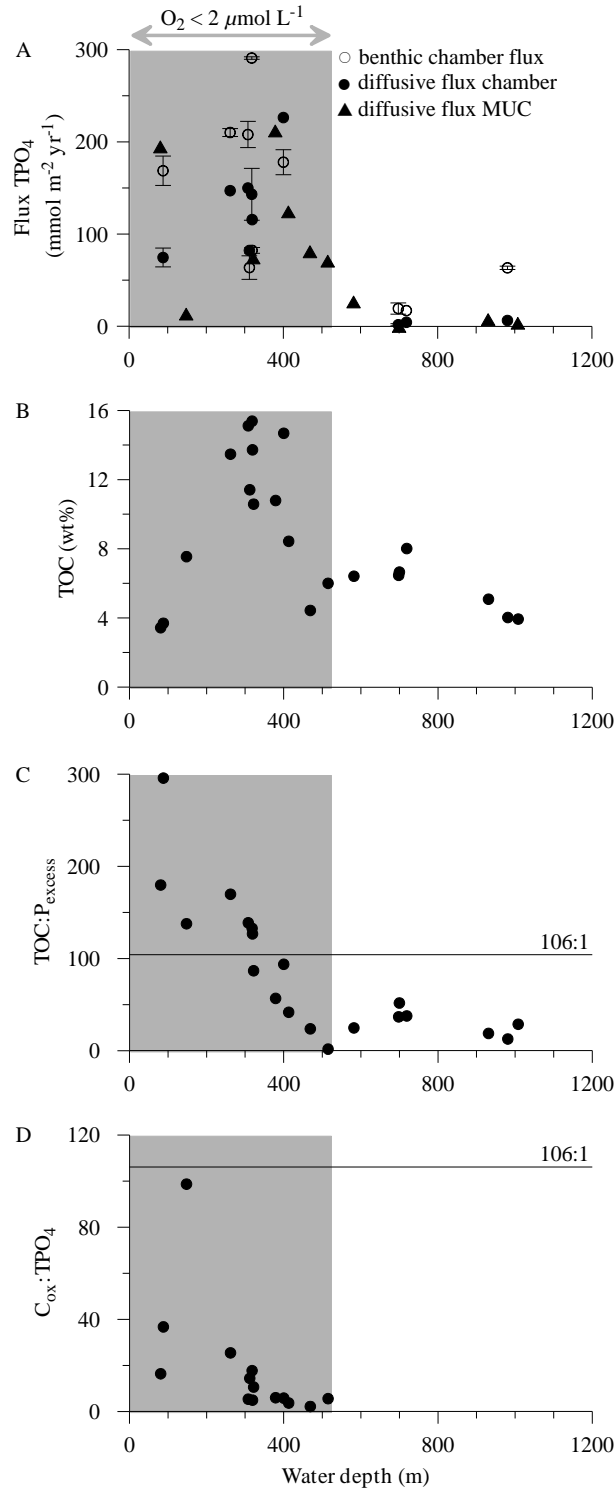 O2 < 2 µmol L-1
A
300
200
100
0
Flux TPO4
(mmol m-2 yr-1)
benthic chamber flux
diffusive flux chamber
diffusive flux MUC
0
400
800
1200
B
16
12
8
4
0
TOC (wt%)
0
400
800
1200
C
300
200
100
0
TOC:Pexcess
106:1
0
400
800
1200
D
120
80
40
0
Cox:TPO4
106:1
0
400
800
1200
Water depth (m)